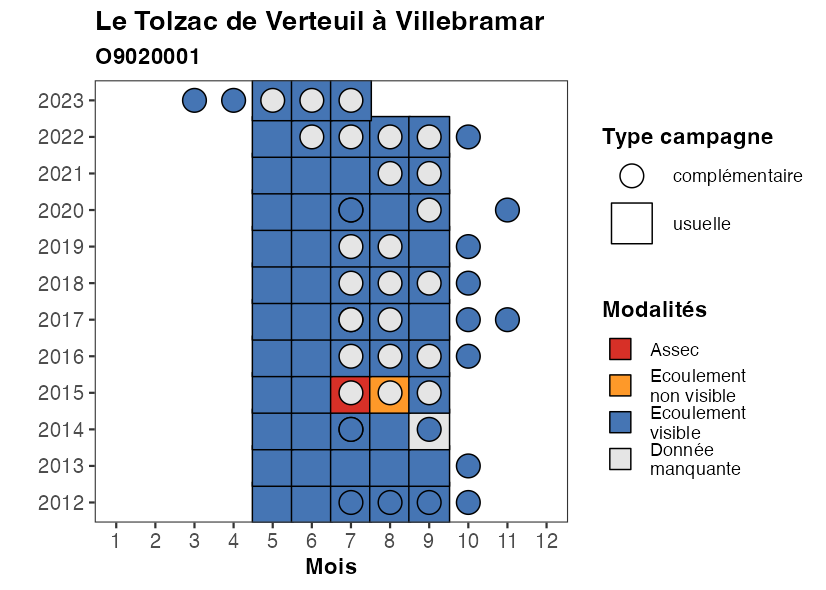 Le Tolzac de Verteuil à Villebramar
O9020001
2023
2022
2021
2020
2019
2018
2017
2016
2015
2014
2013
2012
1 2 3 4 5 6 7 8 9 10 11 12
Mois
Type campagne
complémentaire
usuelle
Modalités
Assec
Ecoulement
non visible
Ecoulement
visible
Donnée
manquante